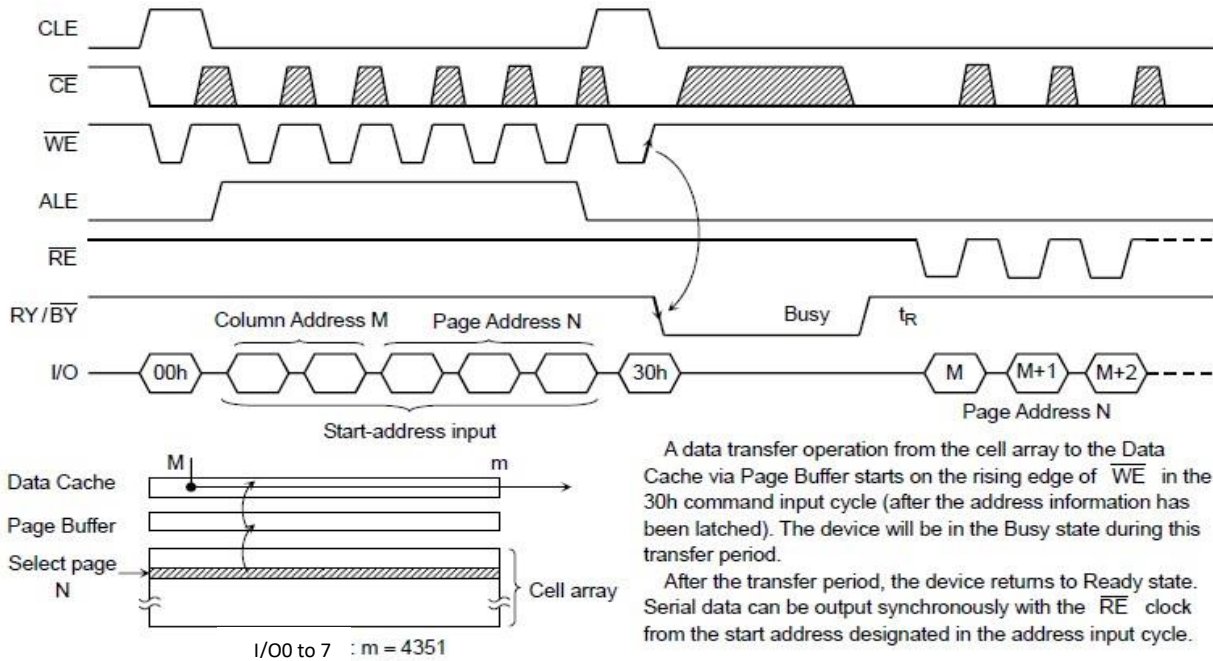 CLE
CE
WE
ALE
RE
RY/BY
Busy
tR
Column Address M
Page Address N
I/O
00h
30h
M
M+1
M+2
Start-address input
Page Address N
M
m
Data Cache
Page Buffer
Select page
N
Cell array
I/O0 to 7 : m = 4351
A data transfer operation from the cell array to the Data
Cache via Page Buffer starts on the rising edge of WE in the
30h command input cycle (after the address information has
been latched). The device will be in the Busy state during this
transfer period.
After the transfer period, the device returns to Ready state.
Serial data can be output synchronously with the RE clock
from the start address designated in the address input cycle.